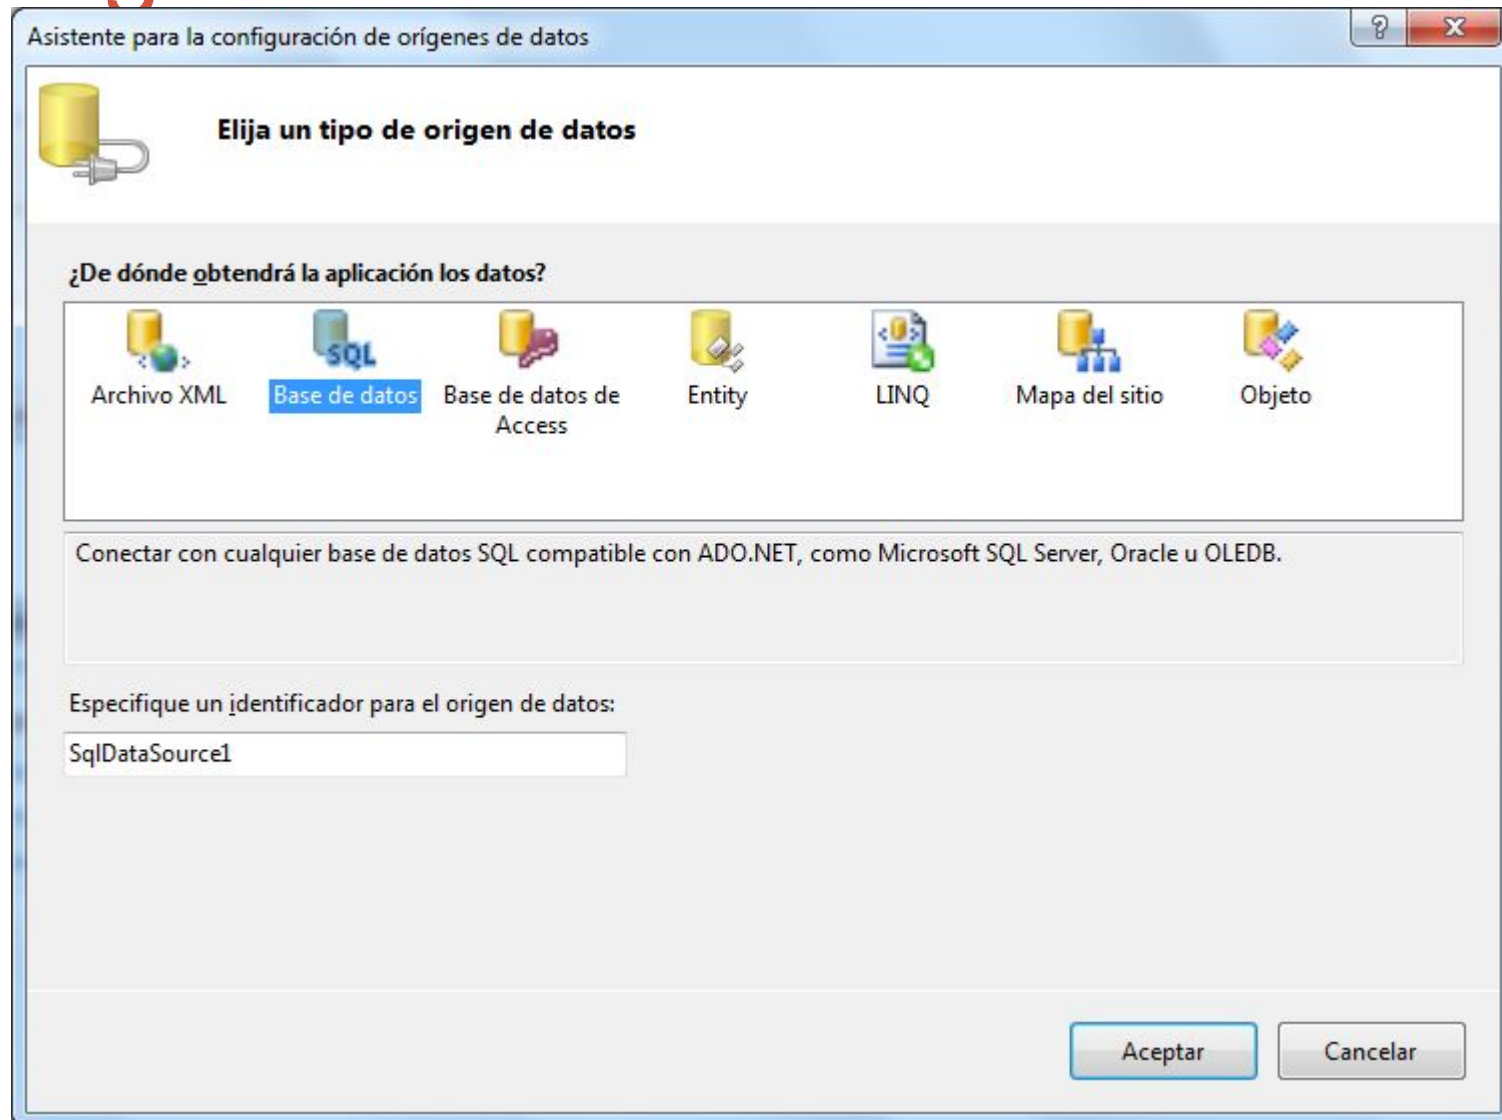 Asistente para la configuración de orígenes de datos
Elija un tipo de origen de datos
¿De dónde obtendrá la aplicación los datos?
SQL
Archivo XML
Base de datos
Base de datos de
Access
Entity
LINQ
Mapa del sitio
Objeto
Conectar con cualquier base de datos SQL compatible con ADO.NET, como Microsoft SQL Server, Oracle u OLEDB.
Especifique un identificador para el origen de datos:
SqlDataSource1
Aceptar
Cancelar